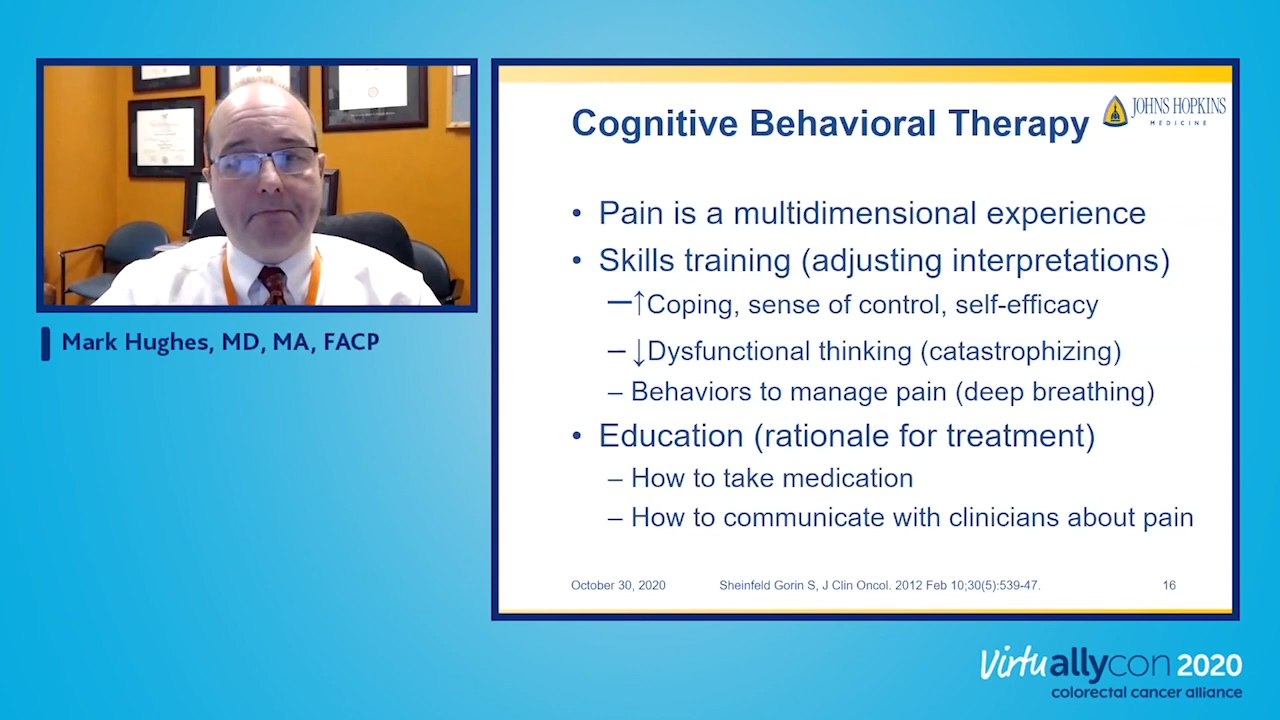 Cognitive Behavioral Therapy
JOHNS HOPKINS
MEDICINE
• Pain is a multidimensional experience
• Skills training (adjusting interpretations)
–↑Coping, sense of control, self-efficacy
– ↓Dysfunctional thinking (catastrophizing)
– Behaviors to manage pain (deep breathing)
• Education (rationale for treatment)
– How to take medication
– How to communicate with clinicians about pain
October 30, 2020 Sheinfeld Gorin S, J Clin Oncol. 2012 Feb 10;30(5):539-47. 16
Mark Hughes, MD, MA, FACP
Virtuallycon 2020
colorectal cancer alliance